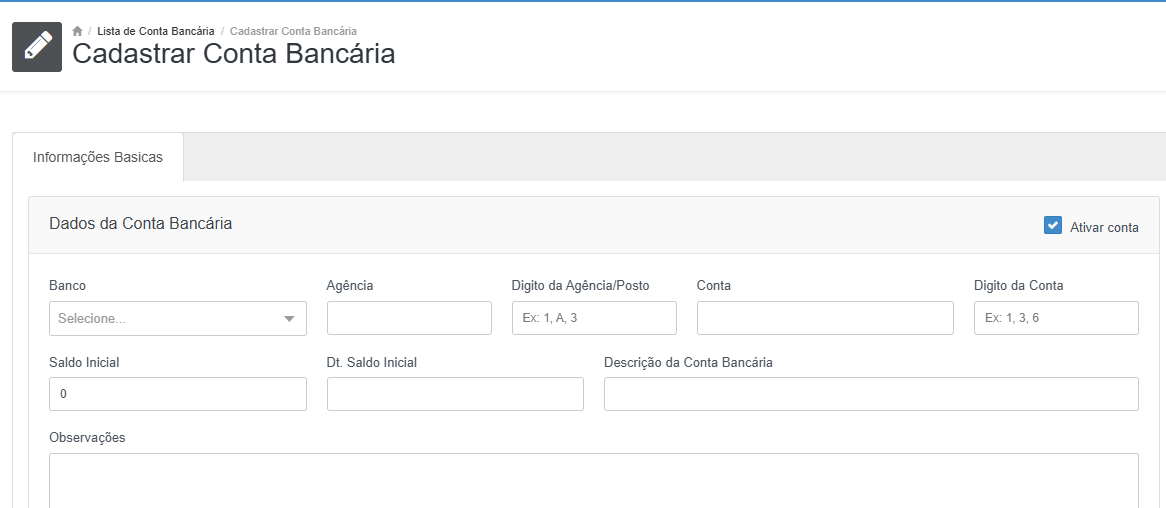 / Lista de Conta Bancária / Cadastrar Conta Bancária
Cadastrar Conta Bancária
Informações Basicas
Dados da Conta Bancária
Ativar conta
Banco Agência Digito da Agência/Posto Conta Digito da Conta
Selecione... Ex: 1, A, 3 Ex: 1, 3, 6
Saldo Inicial Dt. Saldo Inicial Descrição da Conta Bancária
0
Observações